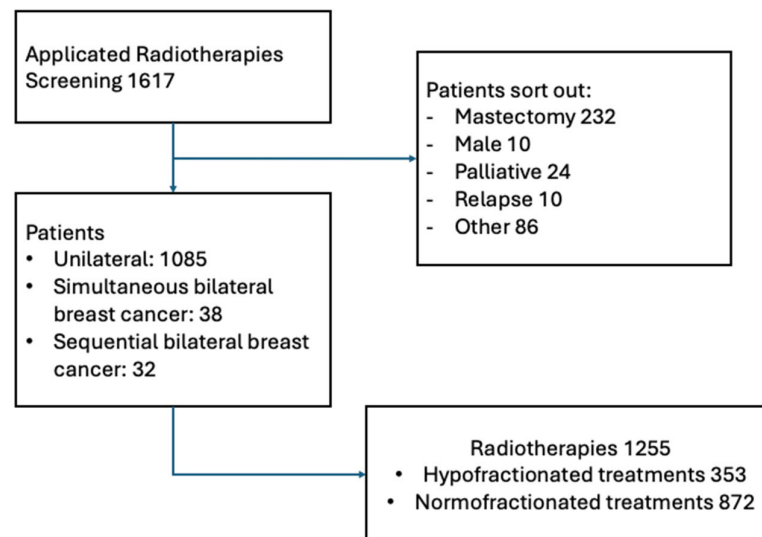 Applicated Radiotherapies
Screening 1617
Patients sort out:
- Mastectomy 232
- Male 10
- Palliative 24
- Relapse 10
- Other 86
Patients
• Unilateral: 1085
• Simultaneous bilateral
breast cancer: 38
• Sequential bilateral breast
cancer: 32
Radiotherapies 1255
• Hypofractionated treatments 353
• Normofractionated treatments 872